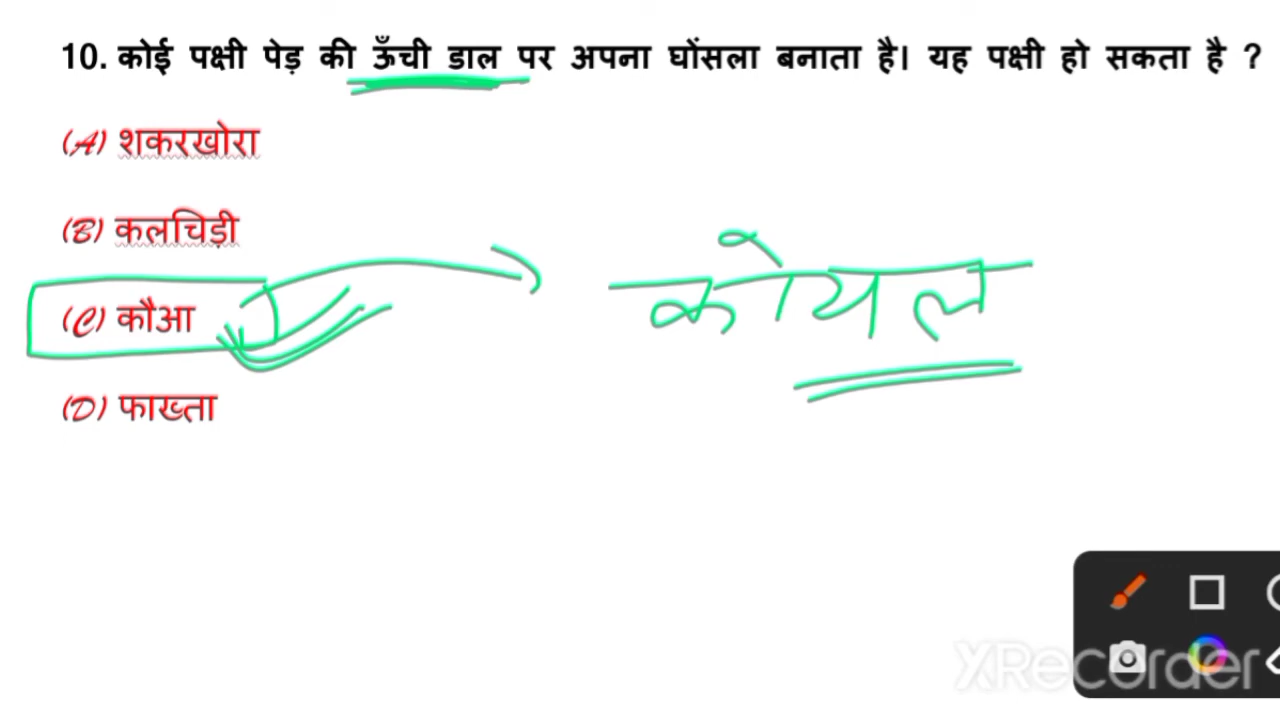 10. कोई पक्षी पेड़ की ऊँची डाल पर अपना घोंसला बनाता है। यह पक्षी हो सकता है ?
(A) शकरखोरा
(B) कलचिड़ी
(C) कौआ
कोयल
(D) फाख्ता
XRecorder